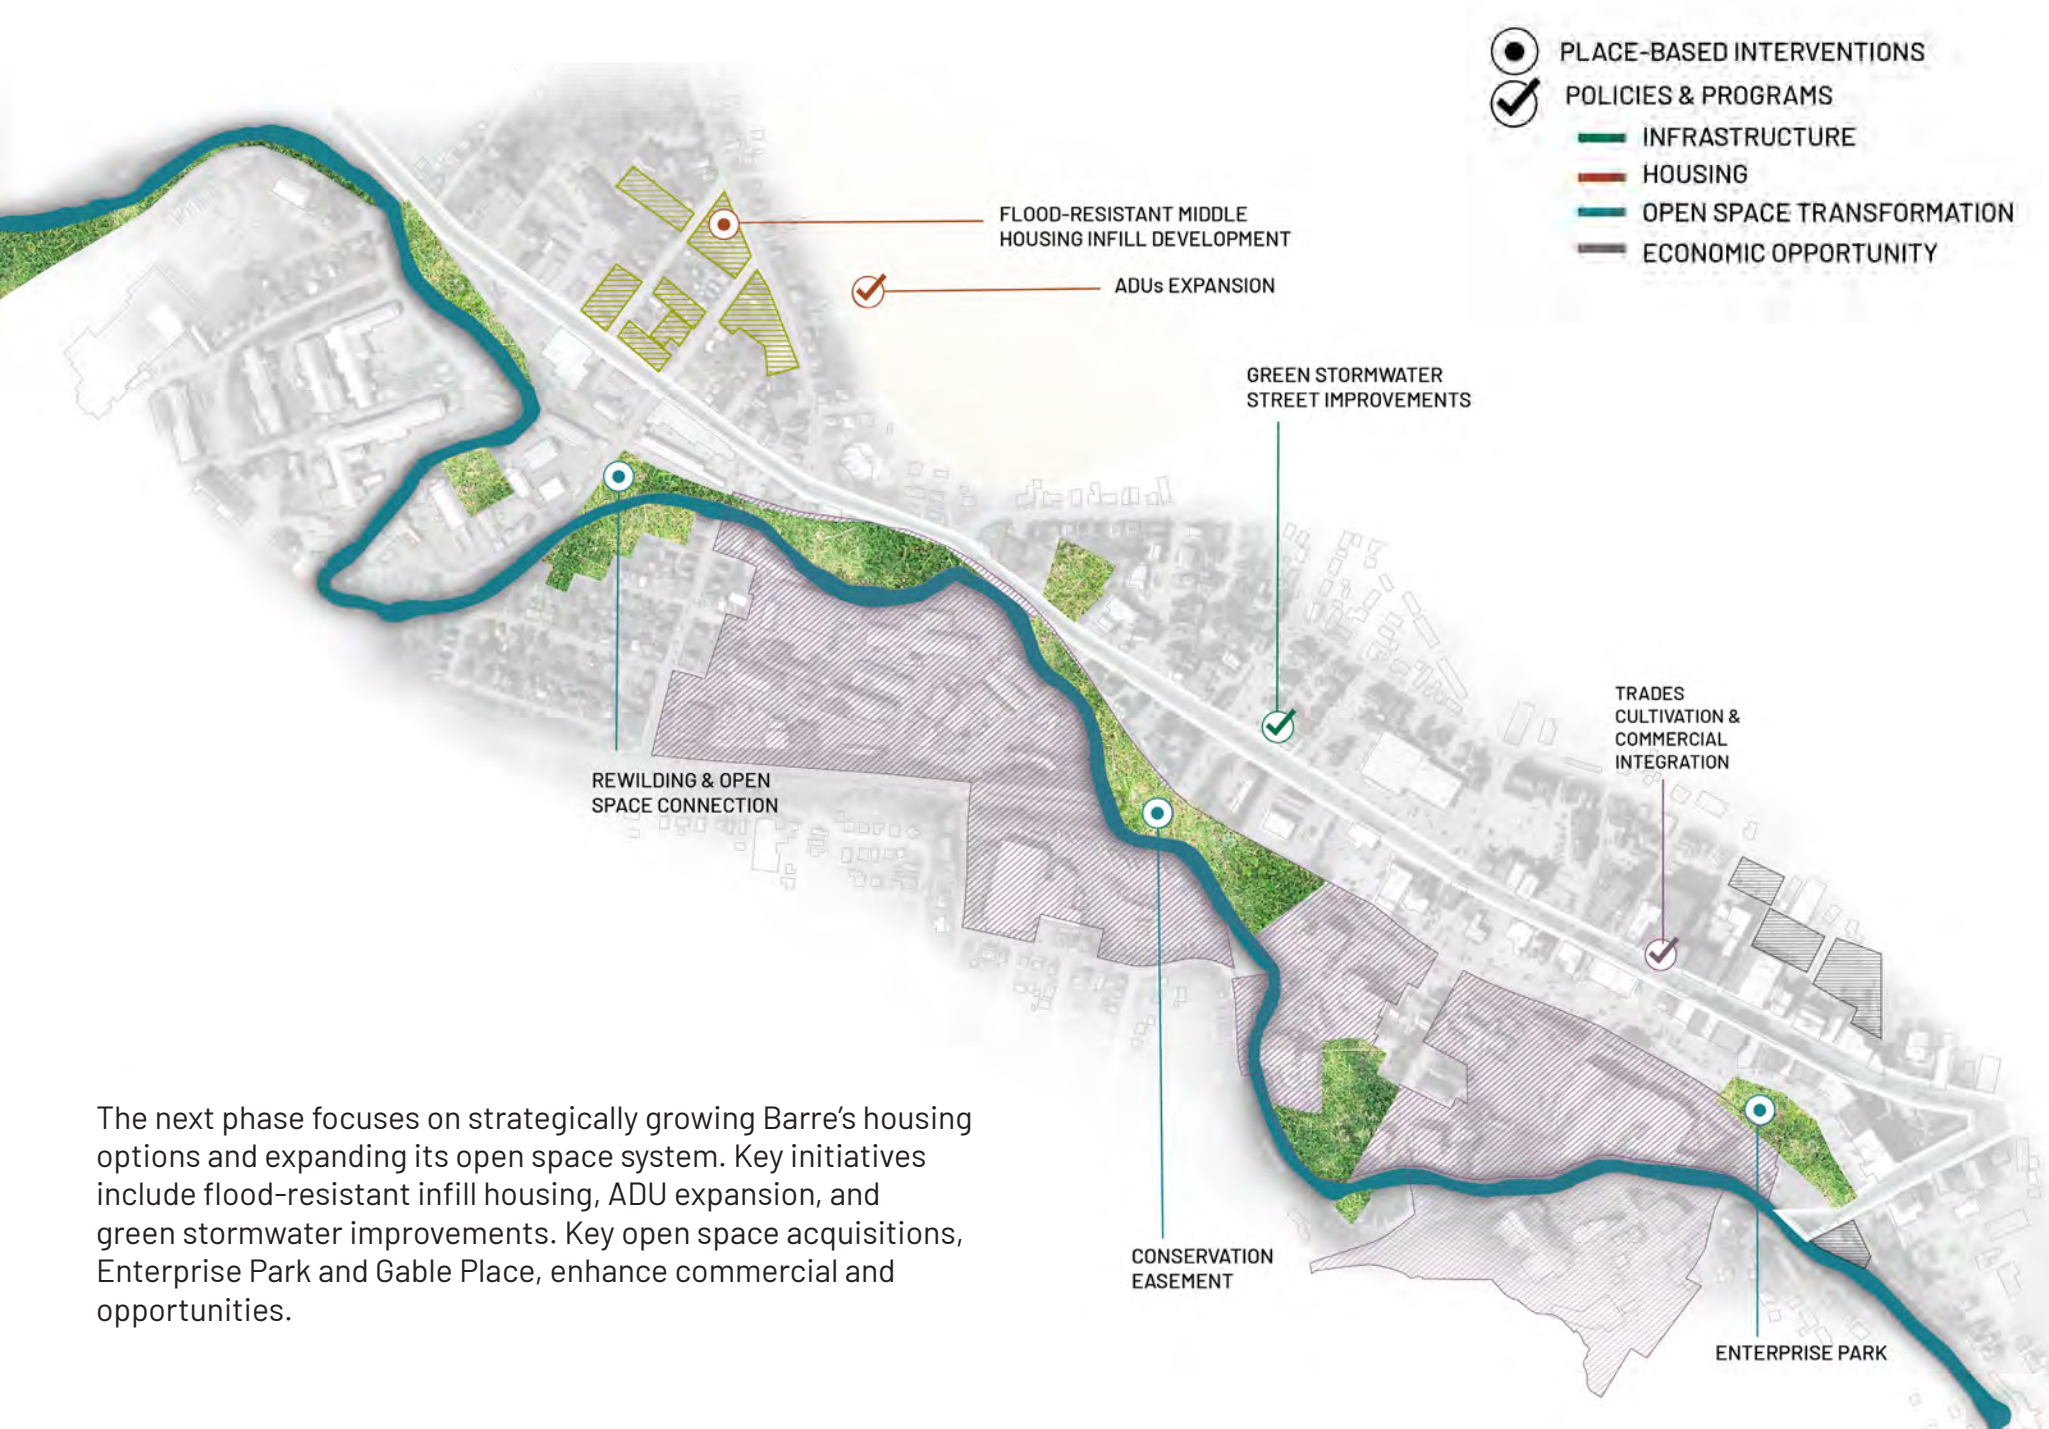 PLACE-BASED INTERVENTIONS
POLICIES & PROGRAMS
INFRASTRUCTURE
HOUSING
OPEN SPACE TRANSFORMATION
ECONOMIC OPPORTUNITY
FLOOD-RESISTANT MIDDLE
HOUSING INFILL DEVELOPMENT
ADUs EXPANSION
GREEN STORMWATER
STREET IMPROVEMENTS
TRADES
CULTIVATION &
COMMERCIAL
INTEGRATION
REWILDING & OPEN
SPACE CONNECTION
CONSERVATION
EASEMENT
ENTERPRISE PARK
The next phase focuses on strategically growing Barre's housing
options and expanding its open space system. Key initiatives
include flood-resistant infill housing, ADU expansion, and
green stormwater improvements. Key open space acquisitions,
Enterprise Park and Gable Place, enhance commercial and
opportunities.